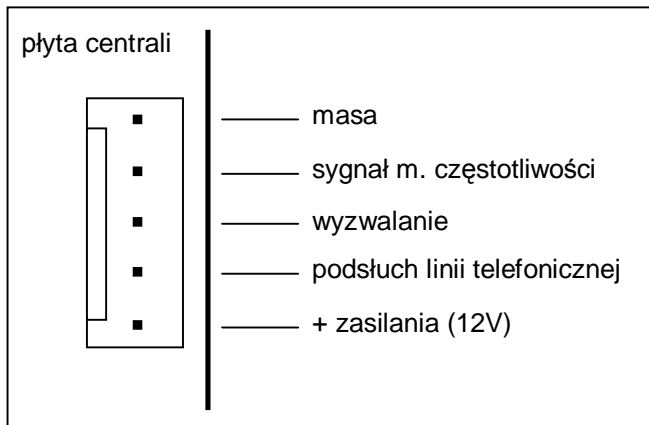 płyta centrali
masa
sygnał m. częstotliwości
wyzwalanie
podsłuch linii telefonicznej
+ zasilania (12V)